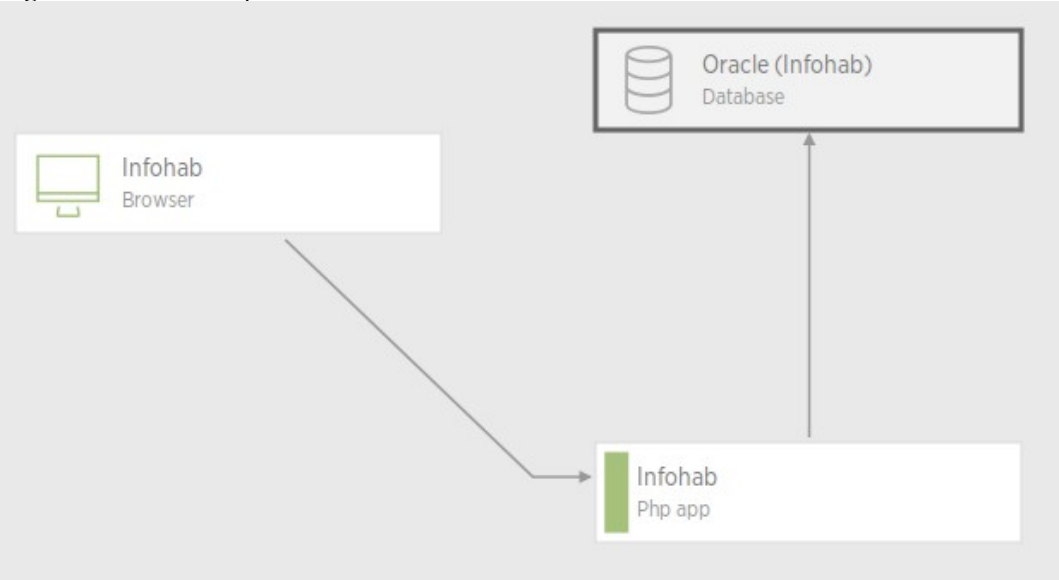 Oracle (Infohab)
Database
Infohab
Browser
Infohab
Php app